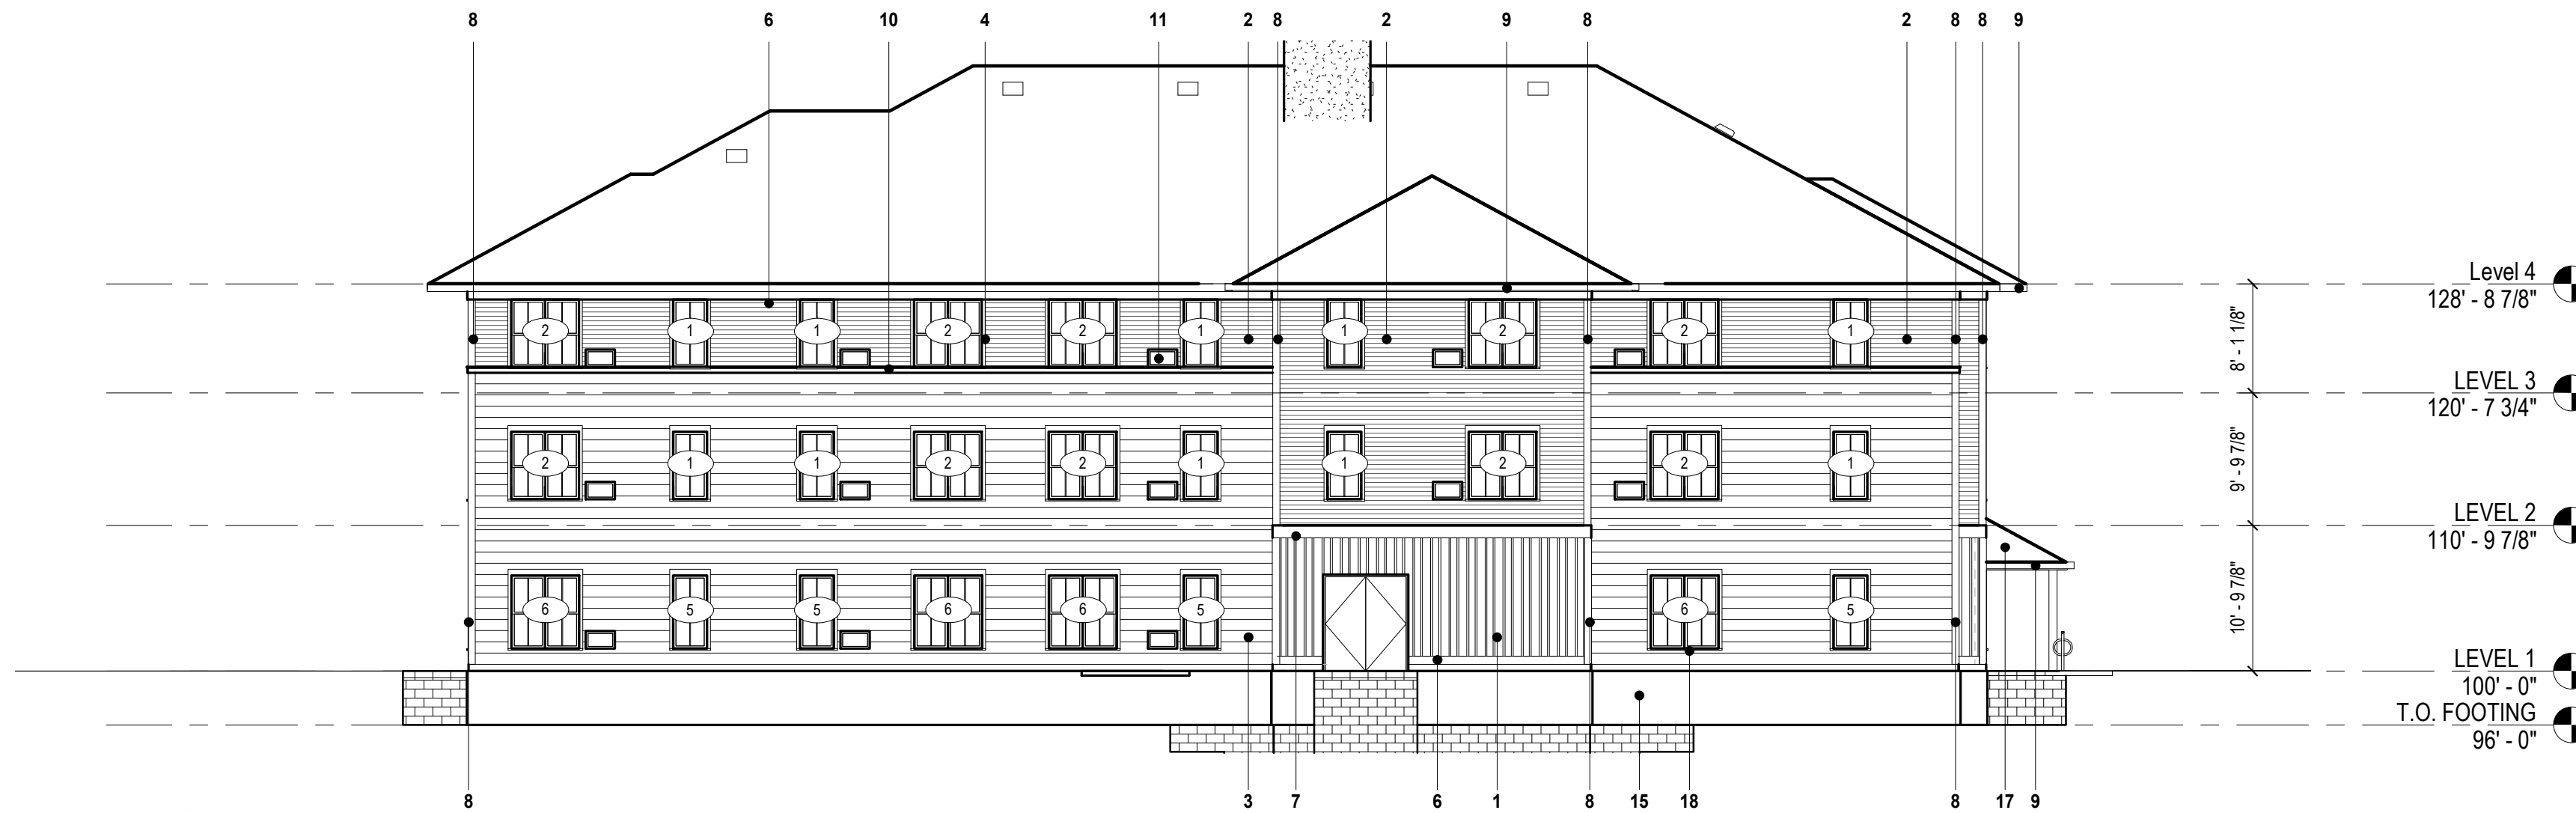 8 6 10 4 11 2 8 2 9 8 2 8 8 9
Level 4
128' - 8 7/8"
8' - 1 1/8"
2 1 1 2 2 1 1 2 2 1
LEVEL 3
120' - 7 3/4"
9' - 9 7/8"
2 1 1 2 2 1 1 2 2 1
LEVEL 2
110' - 9 7/8"
10' - 9 7/8"
6 5 5 6 6 5 6 5
LEVEL 1
100' - 0"
T.O. FOOTING
96' - 0"
8 3 7 6 1 8 15 18 8 17 9